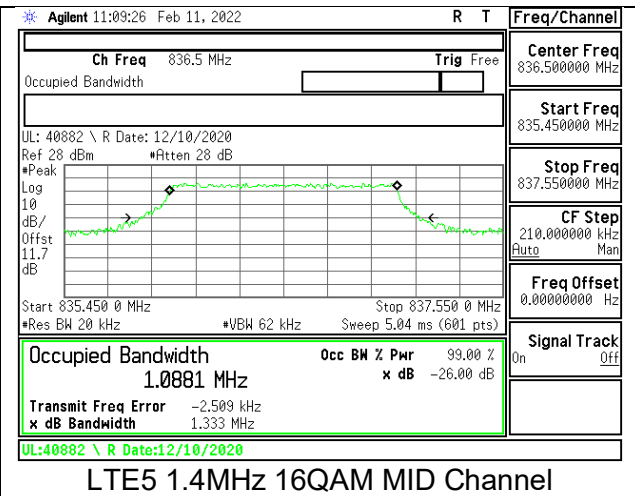 Agilent 11:09:26 Feb 11, 2022 R T Freq/Channel
Ch Freq 836.5 MHz Trig Free
Occupied Bandwidth
Center Freq
836.500000 MHz
Start Freq
835.450000 MHz
UL: 40882 \ R Date: 12/10/2020
Ref 28 dBm #Atten 28 dB
#Peak
Log
10
dB/
Offst
11.7
dB
Stop Freq
837.550000 MHz
CF Step
210.000000 kHz
Auto Man
Freq Offset
0.00000000 Hz
Start 835.450 0 MHz Stop 837.550 0 MHz
#Res BW 20 kHz #VBW 62 kHz Sweep 5.04 ms (601 pts)
Signal Track
On Off
Occupied Bandwidth Occ BW % Pwr 99.00 %
1.0881 MHz x dB -26.00 dB
Transmit Freq Error -2.509 kHz
x dB Bandwidth 1.333 MHz
UL:40882 \ R Date:12/10/2020
LTE5 1.4MHz 16QAM MID Channel